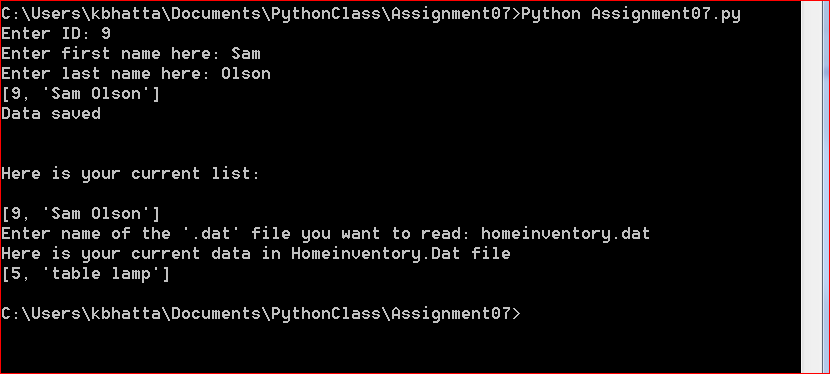 C:\Users\kbhatta\Documents\PythonClass\Assignment07>Python Assignment07.py
Enter ID: 9
Enter first name here: Sam
Enter last name here: Olson
[9, 'Sam Olson']
Data saved
Here is your current list:
[9, 'Sam Olson']
Enter name of the '.dat' file you want to read: homeinventory.dat
Here is your current data in Homeinventory.Dat file
[5, 'table lamp']
C:\Users\kbhatta\Documents\PythonClass\Assignment07>